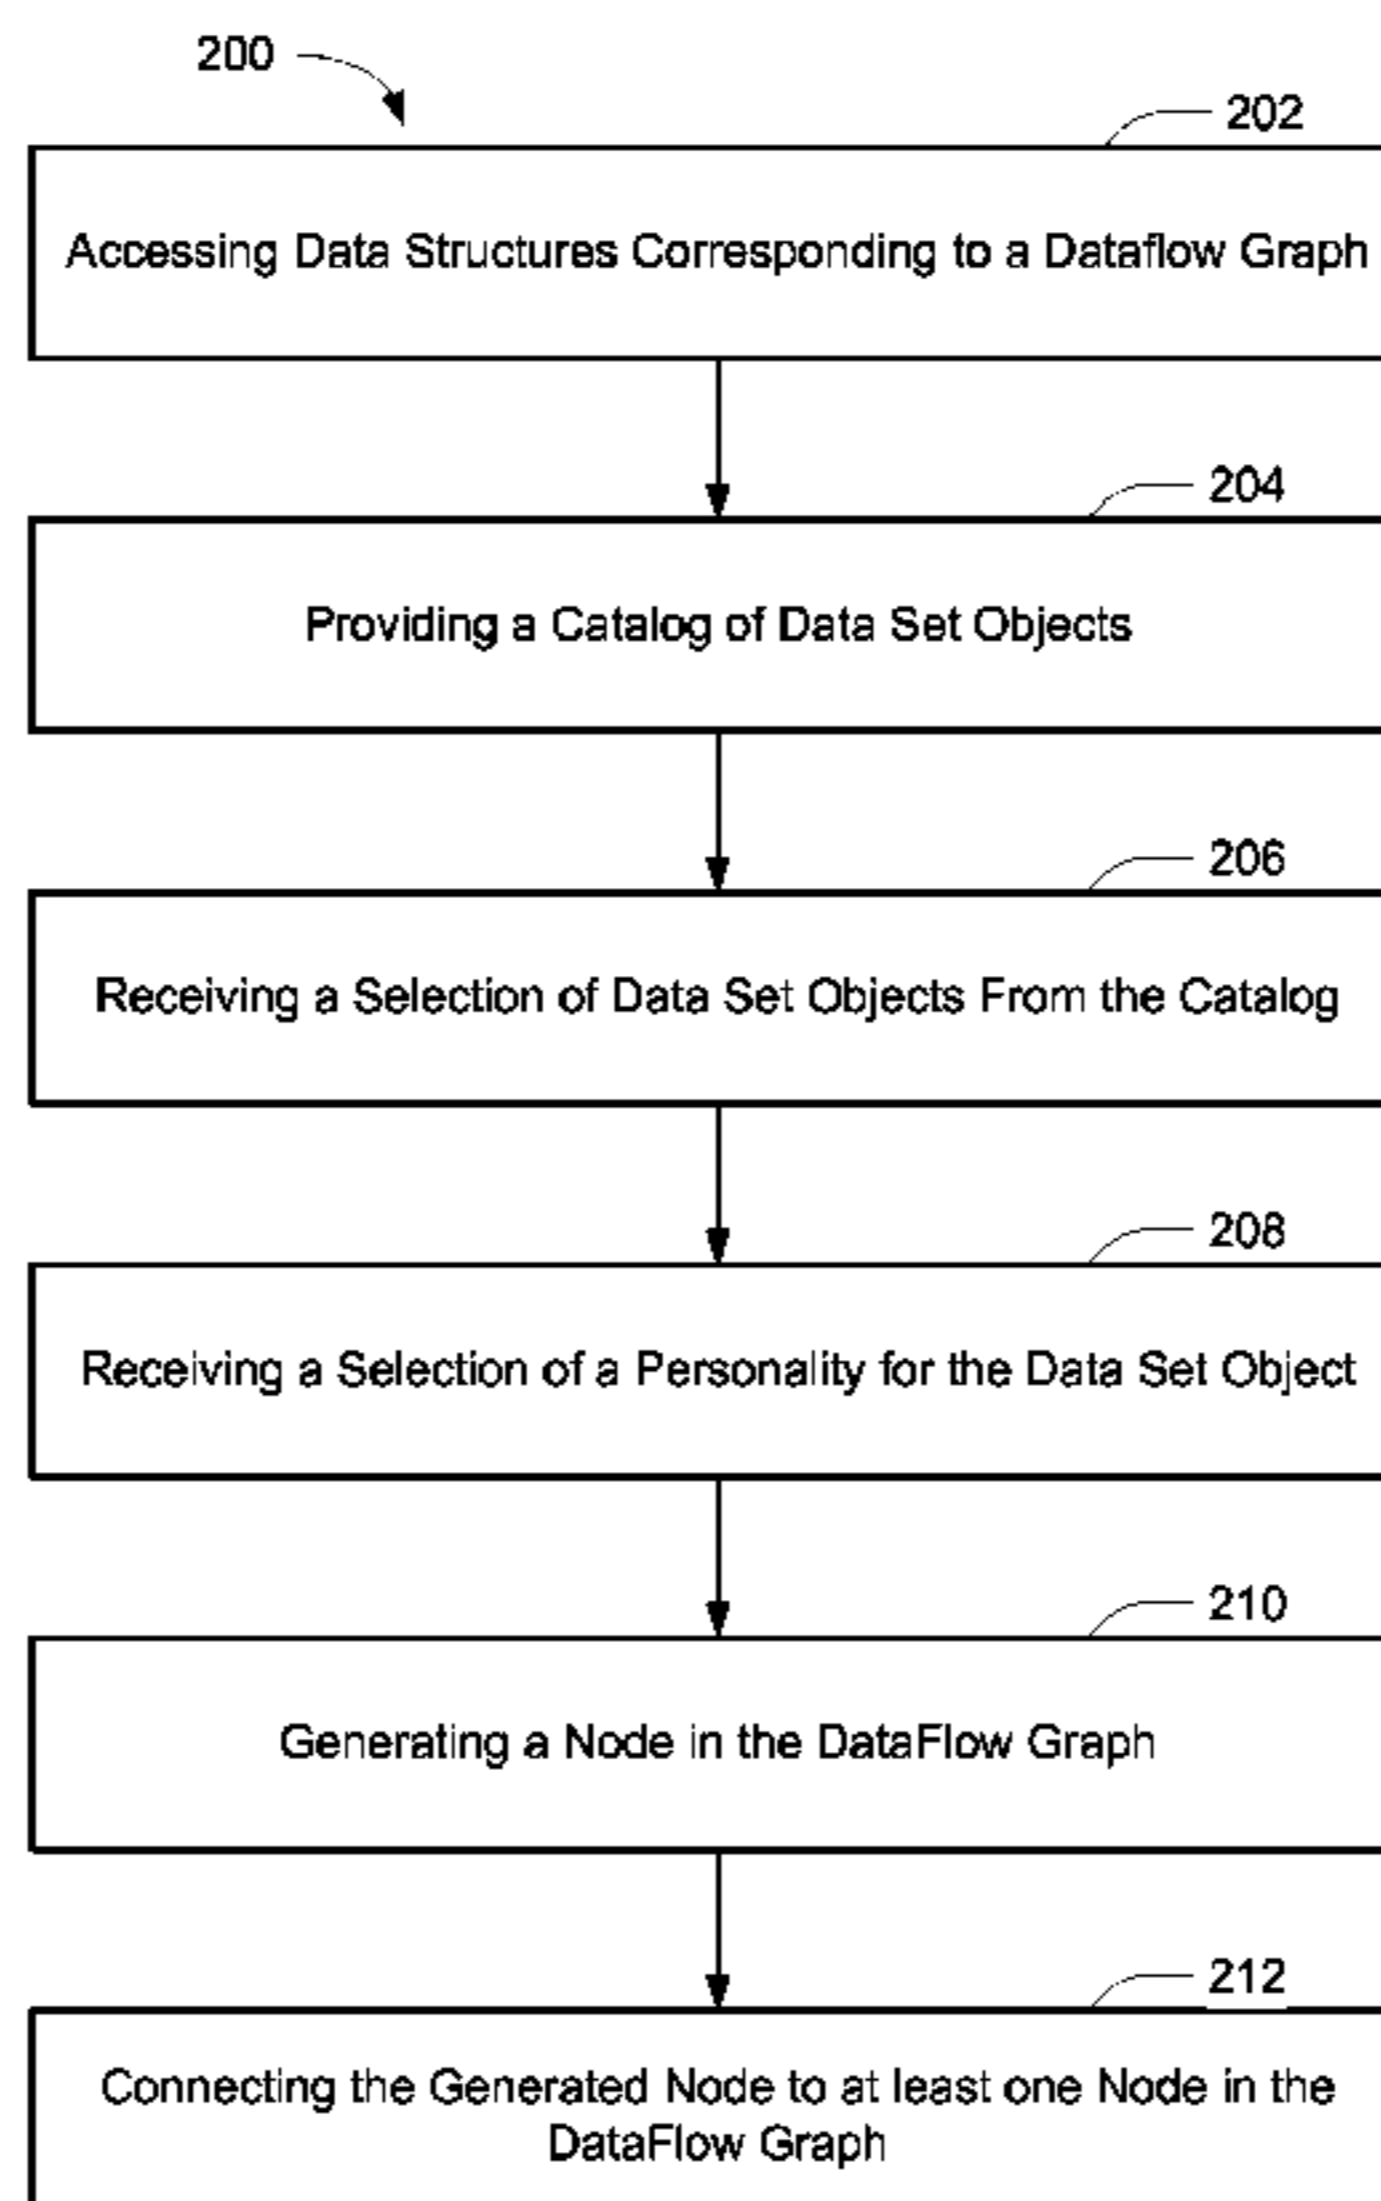 200
202
Accessing Data Structures Corresponding to a Dataflow Graph
204
Providing a Catalog of Data Set Objects
206
Receiving a Selection of Data Set Objects From the Catalog
208
Receiving a Selection of a Personality for the Data Set Object
210
Generating a Node in the DataFlow Graph
212
Connecting the Generated Node to at least one Node in the
DataFlow Graph